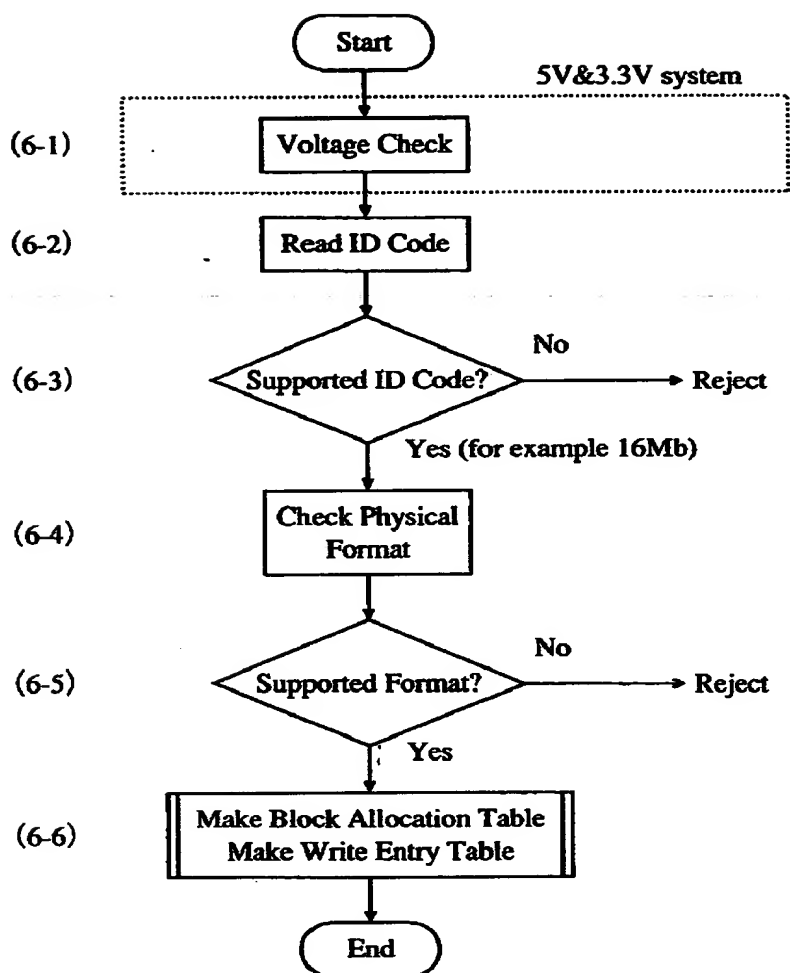 Start
5V&3.3V system
(6-1)
Voltage Check
(6-2)
Read ID Code
(6-3)
Supported ID Code?
No
Reject
Yes (for example 16Mb)
(6-4)
Check Physical
Format
(6-5)
Supported Format?
No
Reject
Yes
(6-6)
Make Block Allocation Table
Make Write Entry Table
End